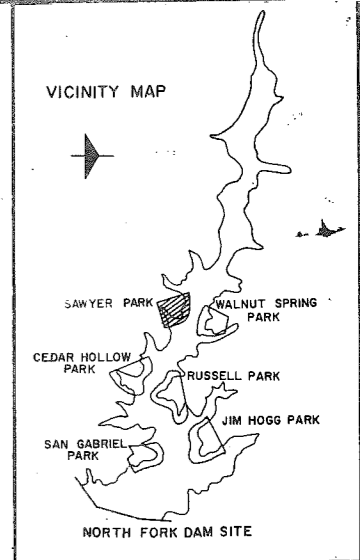 VICINITY MAP
SAWYER PARK
WALNUT SPRING
PARK
CEDAR HOLLOW
PARK
RUSSELL PARK
JIM HOGG PARK
SAN GABRIEL
PARK
NORTH FORK DAM SITE